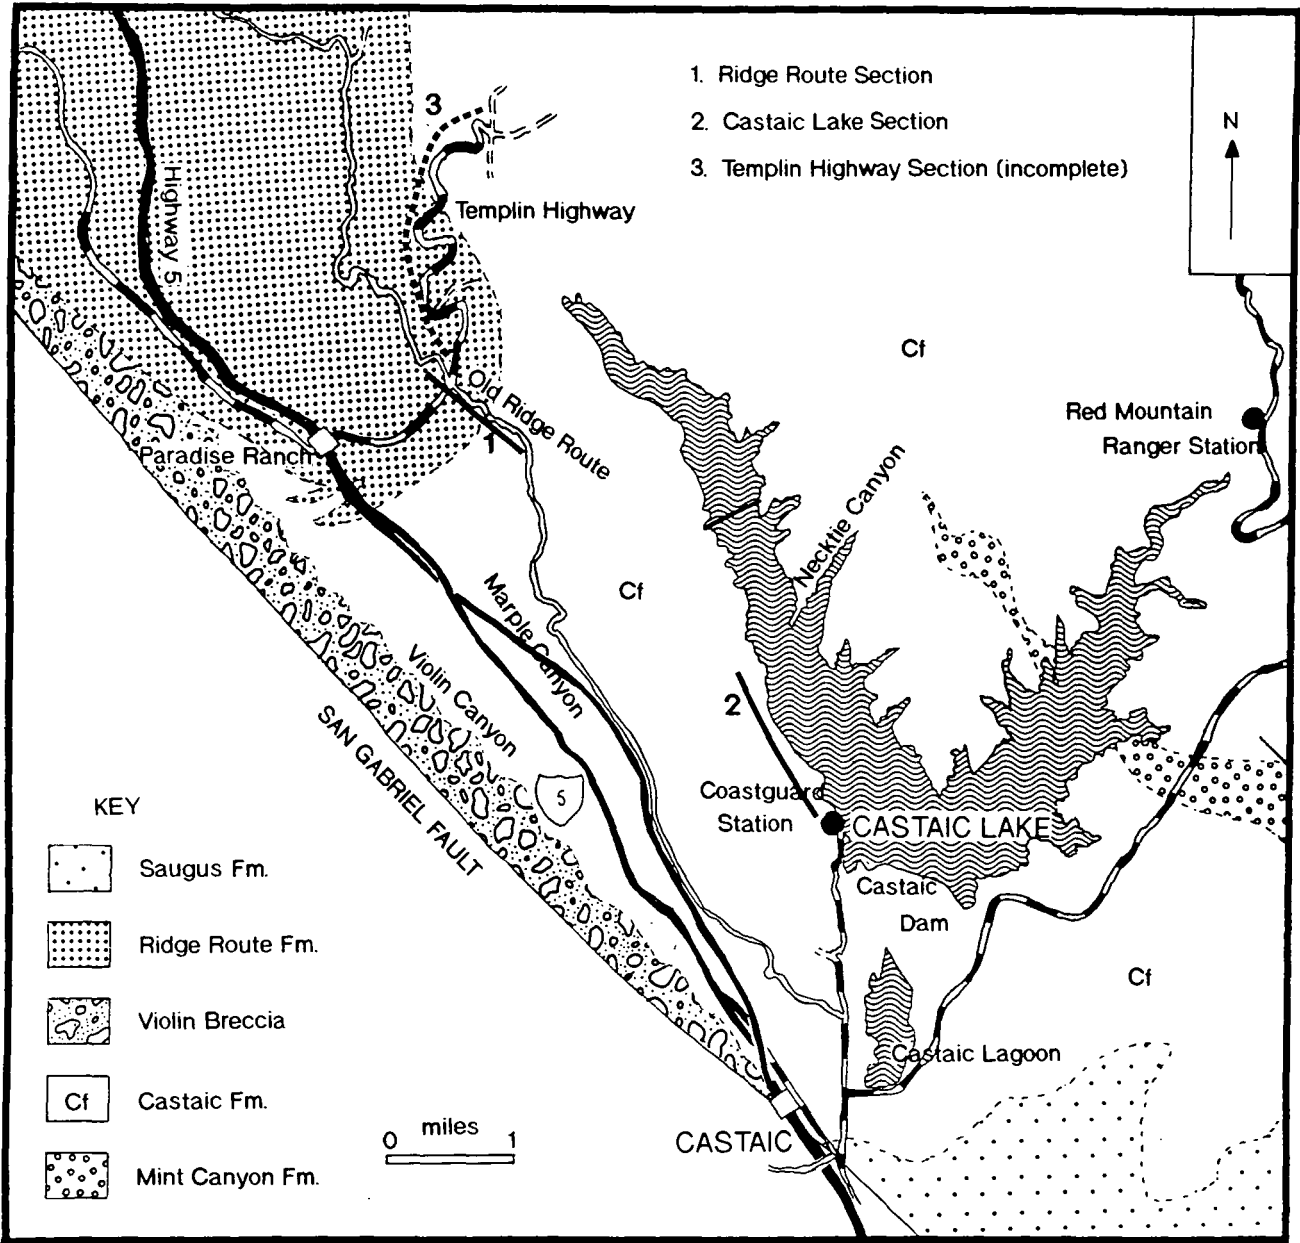 1. Ridge Route Section
2. Castaic Lake Section
3. Templin Highway Section (incomplete)
N
3
Highway 5
Templin Highway
Cf
Old Ridge Route
1
Red Mountain
Ranger Station
Paradise Ranch
Necktie Canyon
Cf
Marple Canyon
Violin Canyon
2
SAN GABRIEL FAULT
5
Coastguard
Station
CASTAIC LAKE
KEY
Saugus Fm.
Castaic
Dam
Ridge Route Fm.
Cf
Violin Breccia
Castaic Lagoon
Cf
Castaic Fm.
0 miles 1
CASTAIC
Mint Canyon Fm.